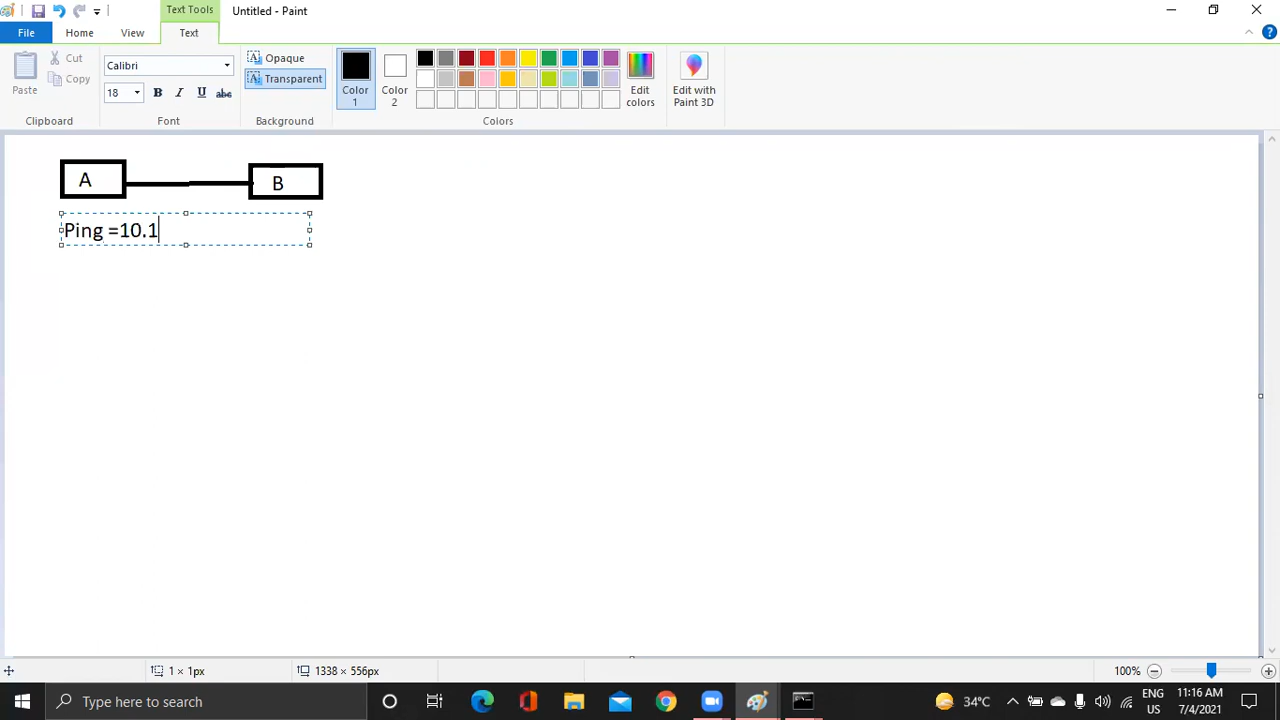 Text Tools
Untitled - Paint
File
Home
View
Text
Paste
Cut
Copy
Clipboard
Calibri
18
B
I
U
abc
Font
A
Opaque
A
Transparent
Background
Color
1
Color
2
Colors
Edit
colors
Edit with
Paint 3D
A
B
Ping =10.1
1 × 1px
1338 × 556px
100%
Type here to search
34°C
ENG
US
11:16 AM
7/4/2021